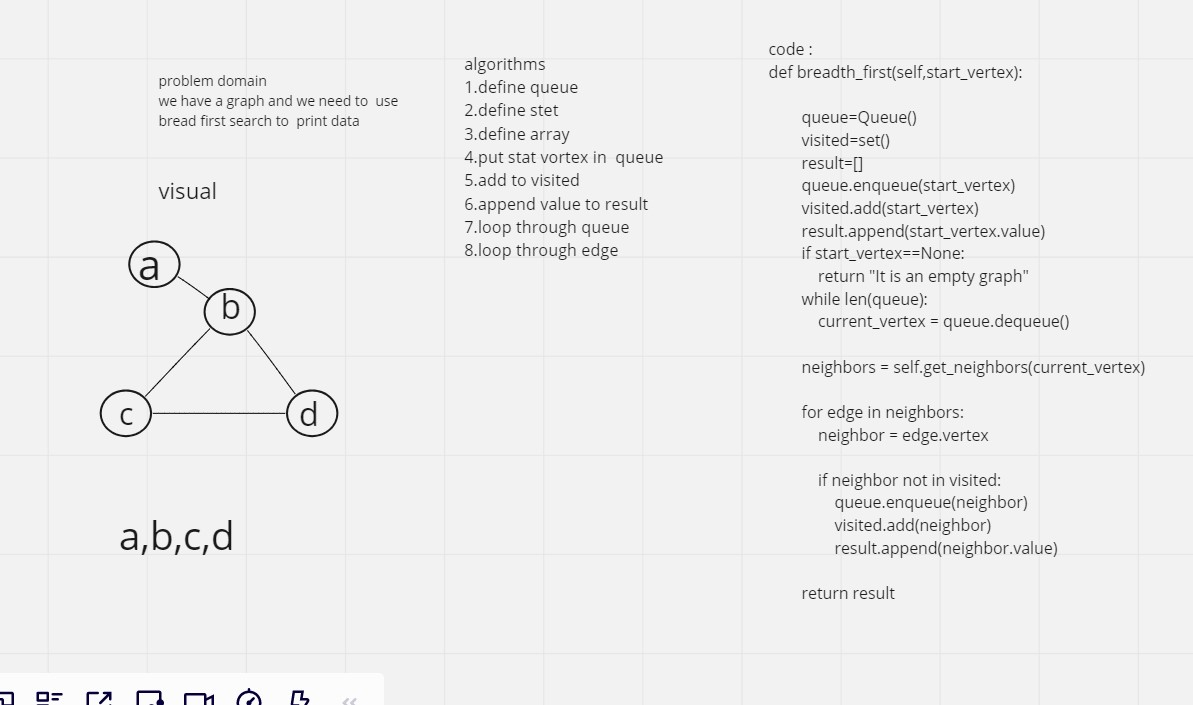 problem domain
we have a graph and we need to  use
bread first search to  print data
visual
a
b
c
d
a,b,c,d
algorithms
1.define queue
2.define stet
3.define array
4.put stat vortex in  queue
5.add to visited
6.append value to result
7.loop through queue
8.loop through edge
code :
def breadth_first(self,start_vertex):
queue=Queue()
visited=set()
result=[]
queue.enqueue(start_vertex)
visited.add(start_vertex)
result.append(start_vertex.value)
if start_vertex==None:
return "It is an empty graph"
while len(queue):
current_vertex = queue.dequeue()
neighbors = self.get_neighbors(current_vertex)
for edge in neighbors:
neighbor = edge.vertex
if neighbor not in visited:
queue.enqueue(neighbor)
visited.add(neighbor)
result.append(neighbor.value)
return result